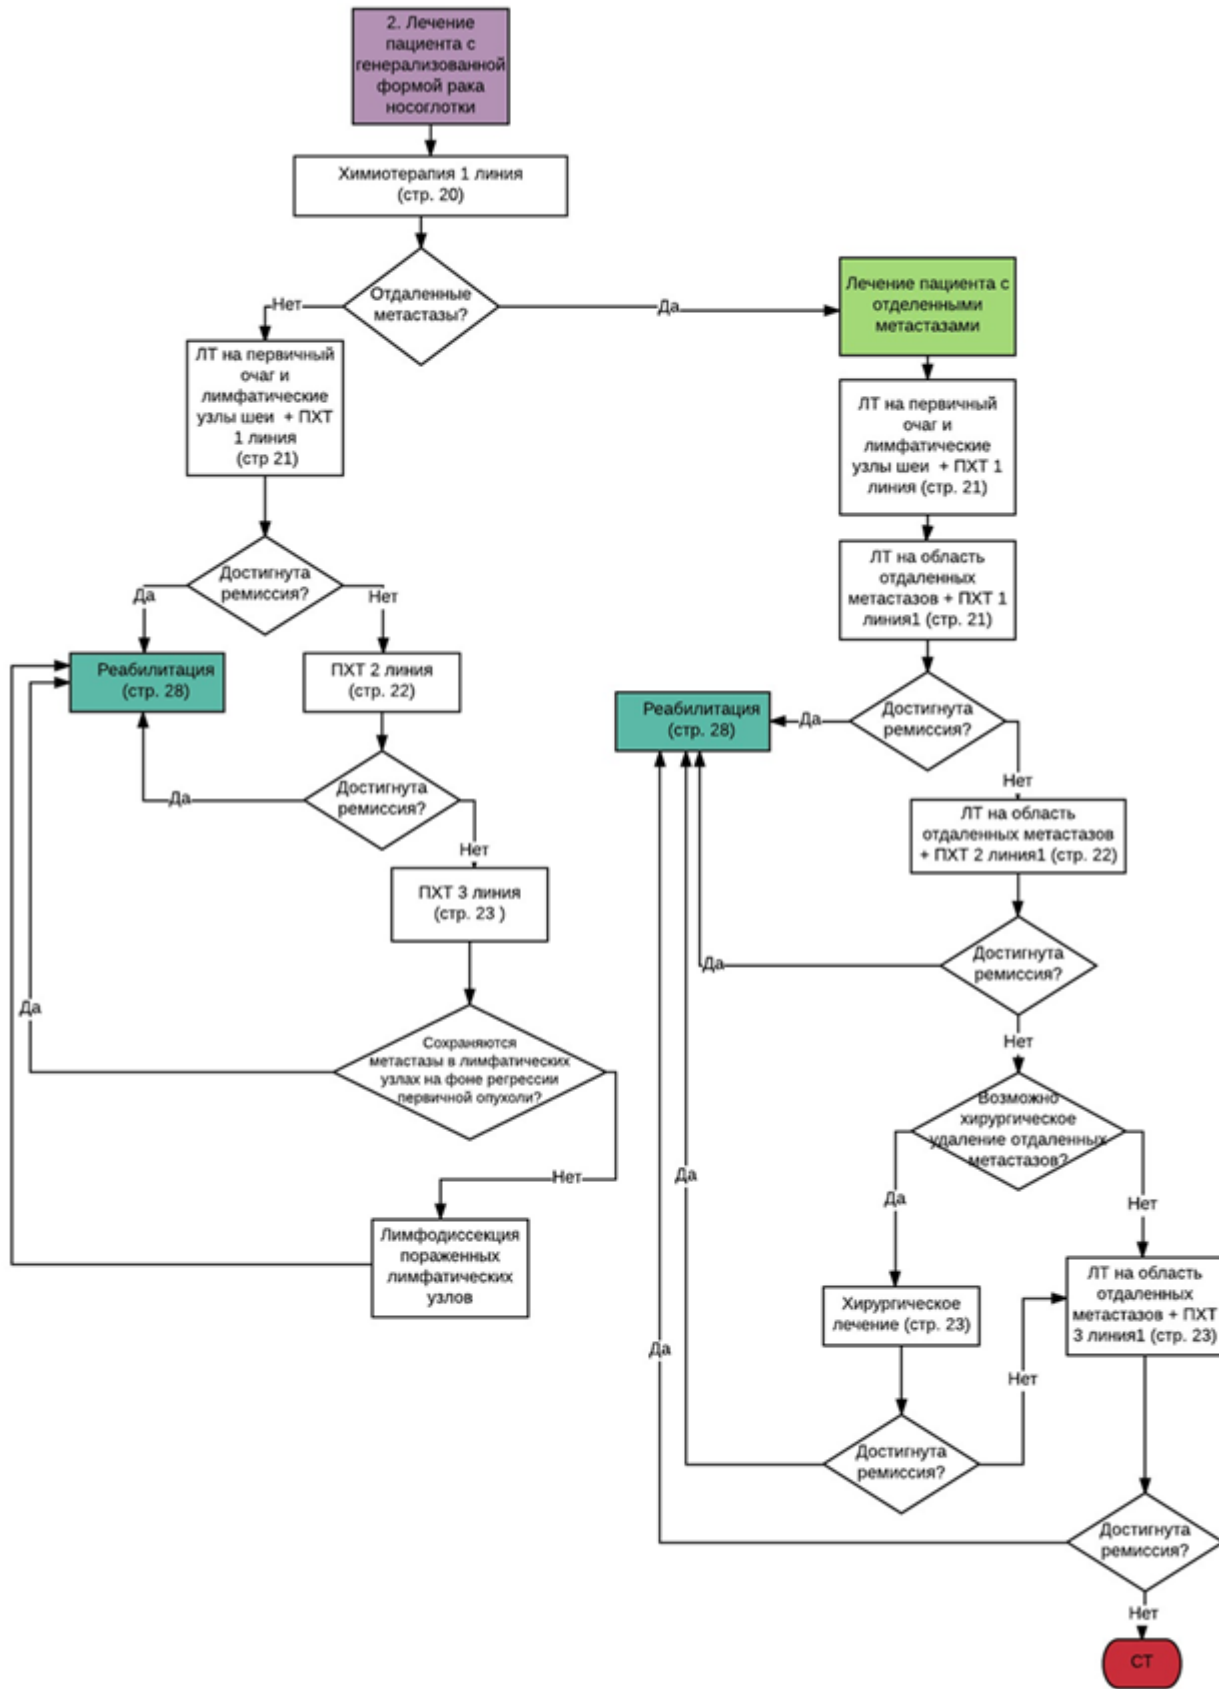 2. Лечение
пациента с
генерализованной
формой рака
носоглотки
Химиотерапия 1 линия
(стр. 20)
Отдаленные
метастазы?
Нет
Да
Лечение пациента с
отделенными
метастазами
ЛТ на первичный
очаг и
лимфатические
узлы шеи + ПХТ
1 линия
(стр 21)
ЛТ на первичный
очаг и
лимфатические
узлы шеи + ПХТ 1
линия (стр. 21)
ЛТ на область
отдаленных
метастазов + ПХТ 1
линия1 (стр. 21)
Достигнута
ремиссия?
Да
Нет
Реабилитация
(стр. 28)
ПХТ 2 линия
(стр. 22)
Достигнута
ремиссия?
Да
Нет
ПХТ 3 линия
(стр. 23 )
Сохраняются
метастазы в лимфатических
узлах на фоне регрессии
первичной опухоли?
Да
Нет
Лимфодиссекция
пораженных
лимфатических
узлов
Достигнута
ремиссия?
Да
Реабилитация
(стр. 28)
Нет
ЛТ на область
отдаленных метастазов
+ ПХТ 2 линия1 (стр. 22)
Достигнута
ремиссия?
Да
Нет
Возможно
хирургическое
удаление отдаленных
метастазов?
Да
Нет
Хирургическое
лечение (стр. 23)
ЛТ на область
отдаленных
метастазов + ПХТ
3 линия1 (стр. 23)
Достигнута
ремиссия?
Да
Нет
Достигнута
ремиссия?
Да
Нет
СТ